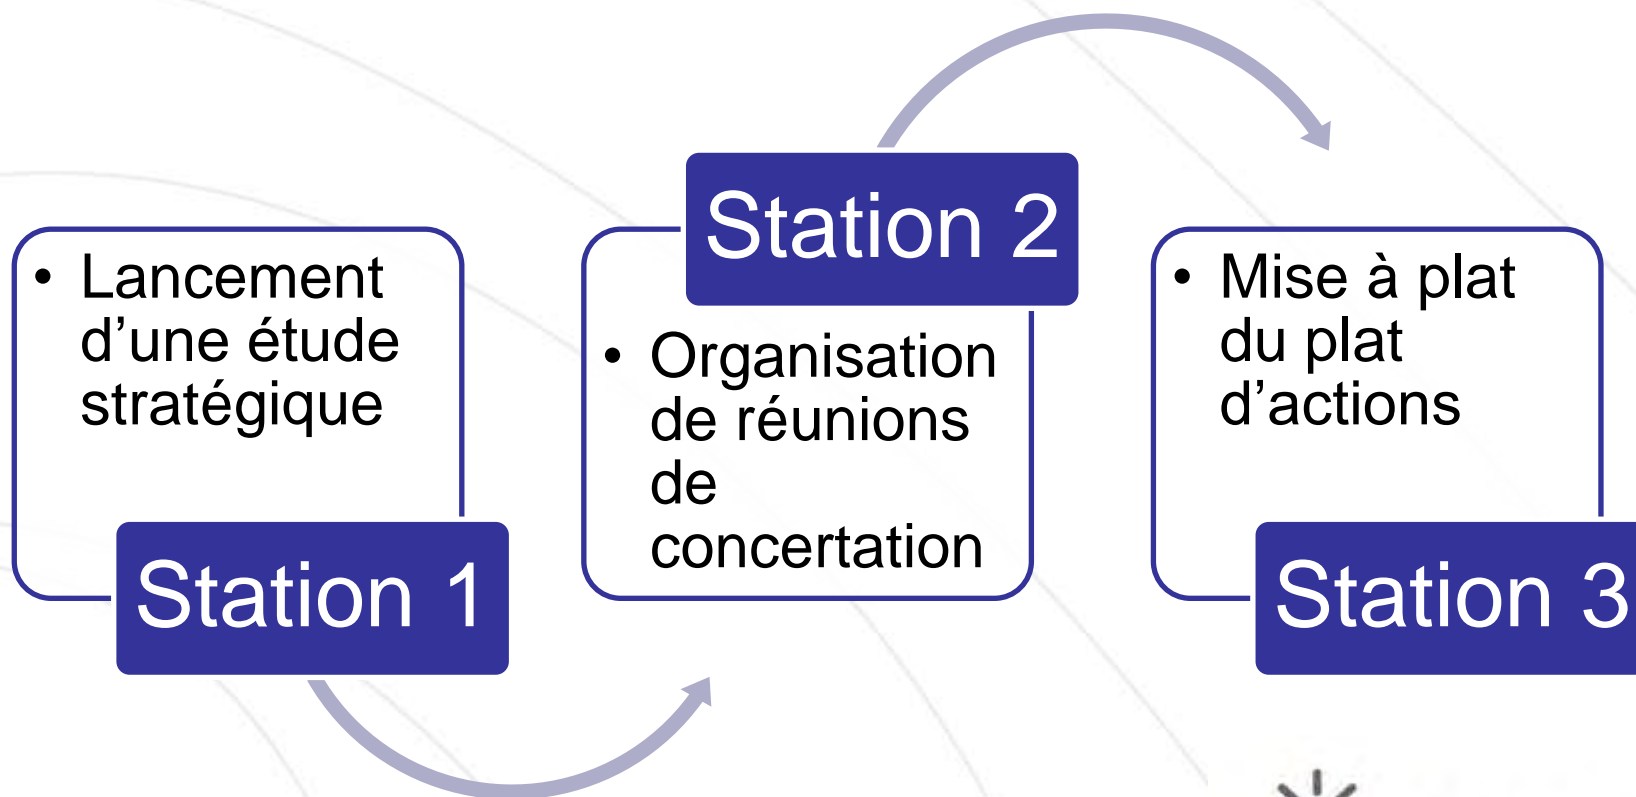 • Lancement
d’une étude
stratégique
Station 1
Station 2
• Organisation
de réunions
de
concertation
• Mise à plat
du plat
d’actions
Station 3